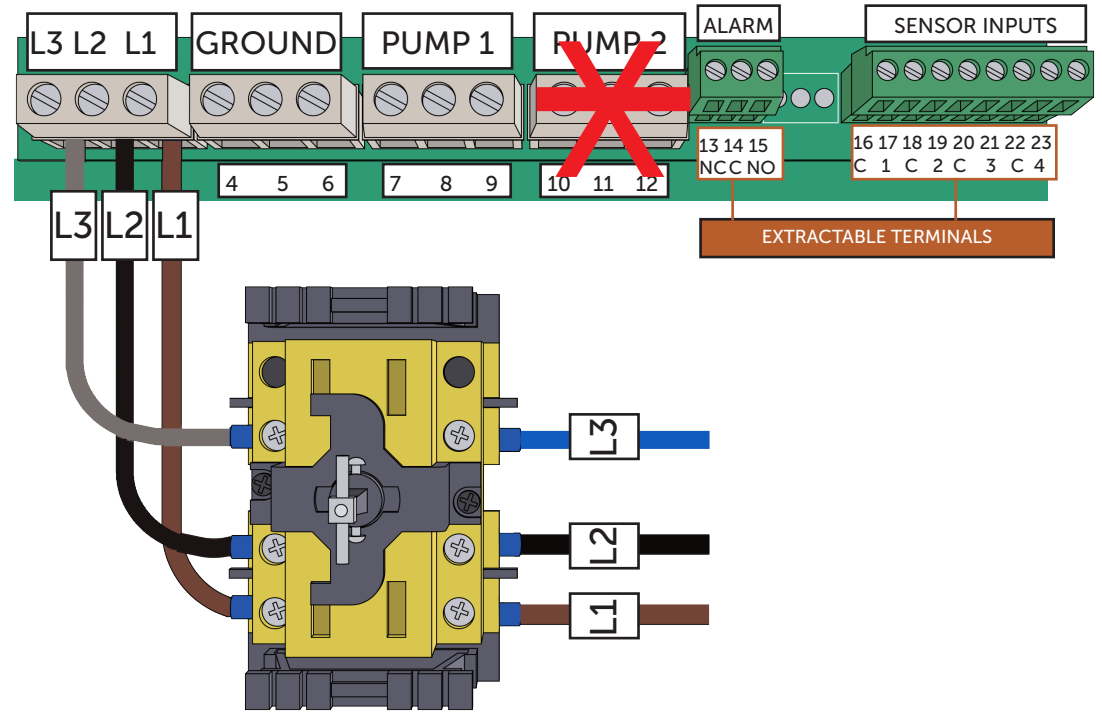 L3 L2 L1
GROUND
PUMP 1
PUMP 2
ALARM
SENSOR INPUTS
4 5 6
7 8 9
10 11 12
13 14 15
NC C NO
16 17 18 19 20 21 22 23
C 1 C 2 C 3 C 4
EXTRACTABLE TERMINALS
L3
L2
L1
L3
L2
L1